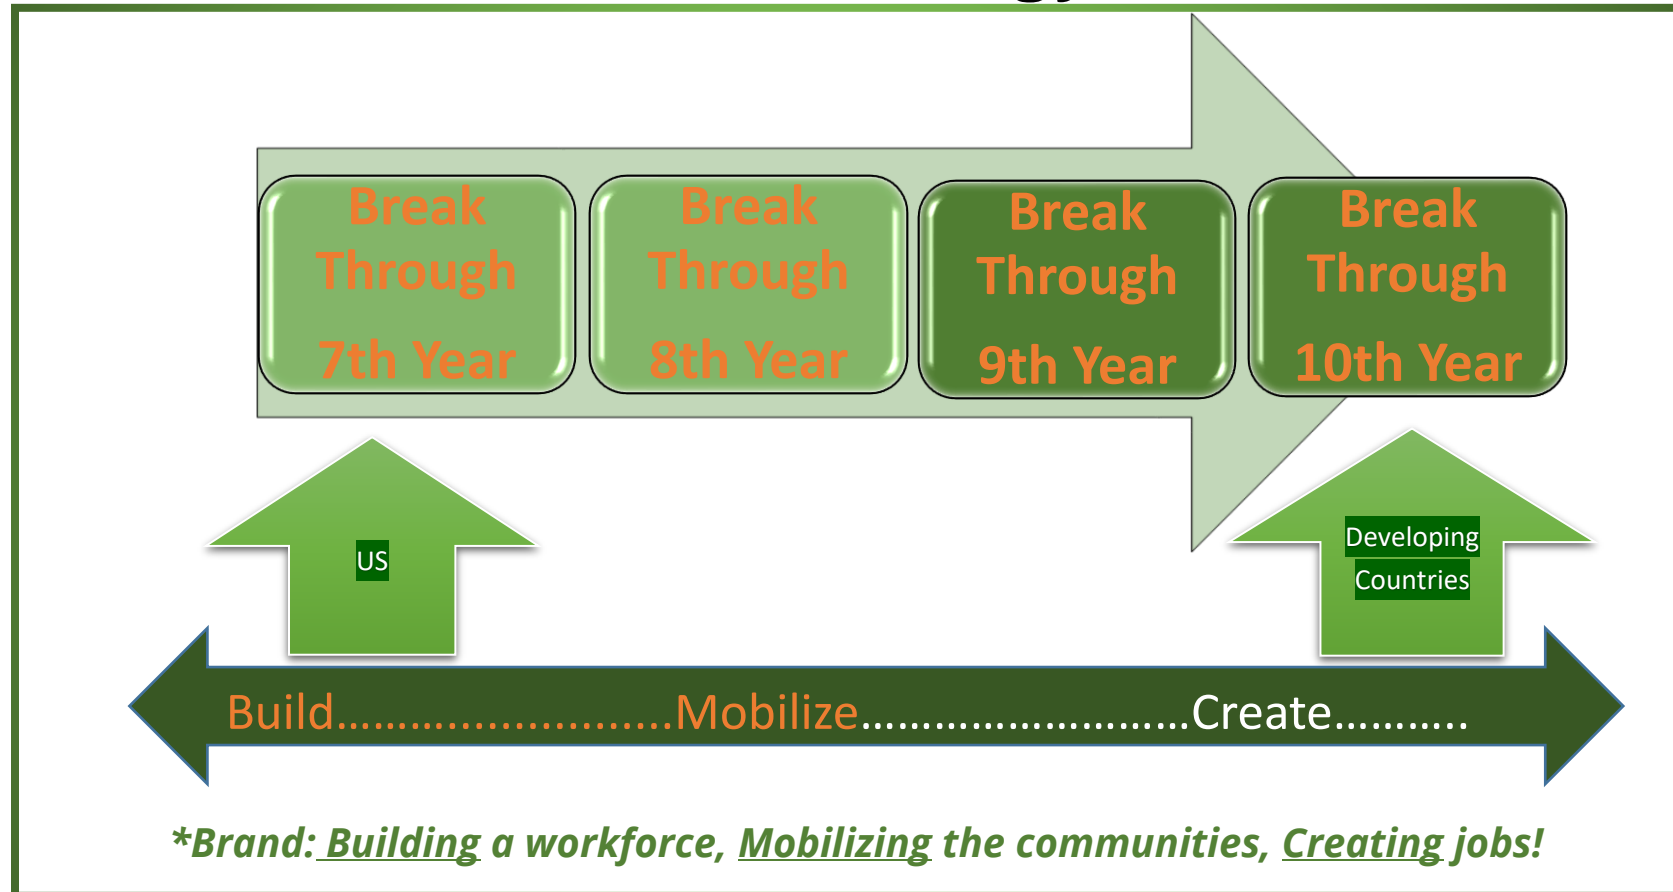 Break
Through
7th Year
Break
Through
8th Year
Break
Through
9th Year
Break
Through
10th Year
US
Developing
Countries
Build……………………….Mobilize………………………Create………..
*Brand: Building a workforce, Mobilizing the communities, Creating jobs!